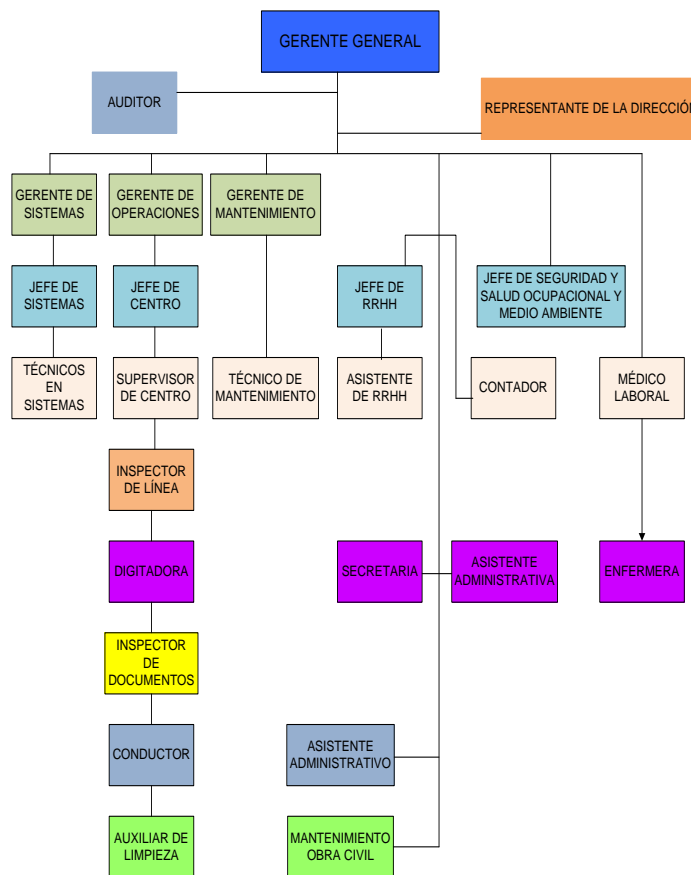 GERENTE GENERAL
AUDITOR
REPRESENTANTE DE LA DIRECCIÓN
GERENTE DE
SISTEMAS
GERENTE DE
OPERACIONES
GERENTE DE
MANTENIMIENTO
JEFE DE
SISTEMAS
JEFE DE
CENTRO
JEFE DE
RRHH
JEFE DE SEGURIDAD Y
SALUD OCUPACIONAL Y
MEDIO AMBIENTE
TÉCNICOS
EN
SISTEMAS
SUPERVISOR
DE CENTRO
TÉCNICO DE
MANTENIMIENTO
ASISTENTE
DE RRHH
CONTADOR
MÉDICO
LABORAL
INSPECTOR
DE LÍNEA
DIGITADORA
SECRETARIA
ASISTENTE
ADMINISTRATIVA
ENFERMERA
INSPECTOR
DE
DOCUMENTOS
CONDUCTOR
ASISTENTE
ADMINISTRATIVO
AUXILIAR DE
LIMPIEZA
MANTENIMIENTO
OBRA CIVIL